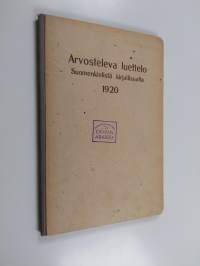 Arvosteleva luettelo
Suomenkielistä kirjallisuutta
1920